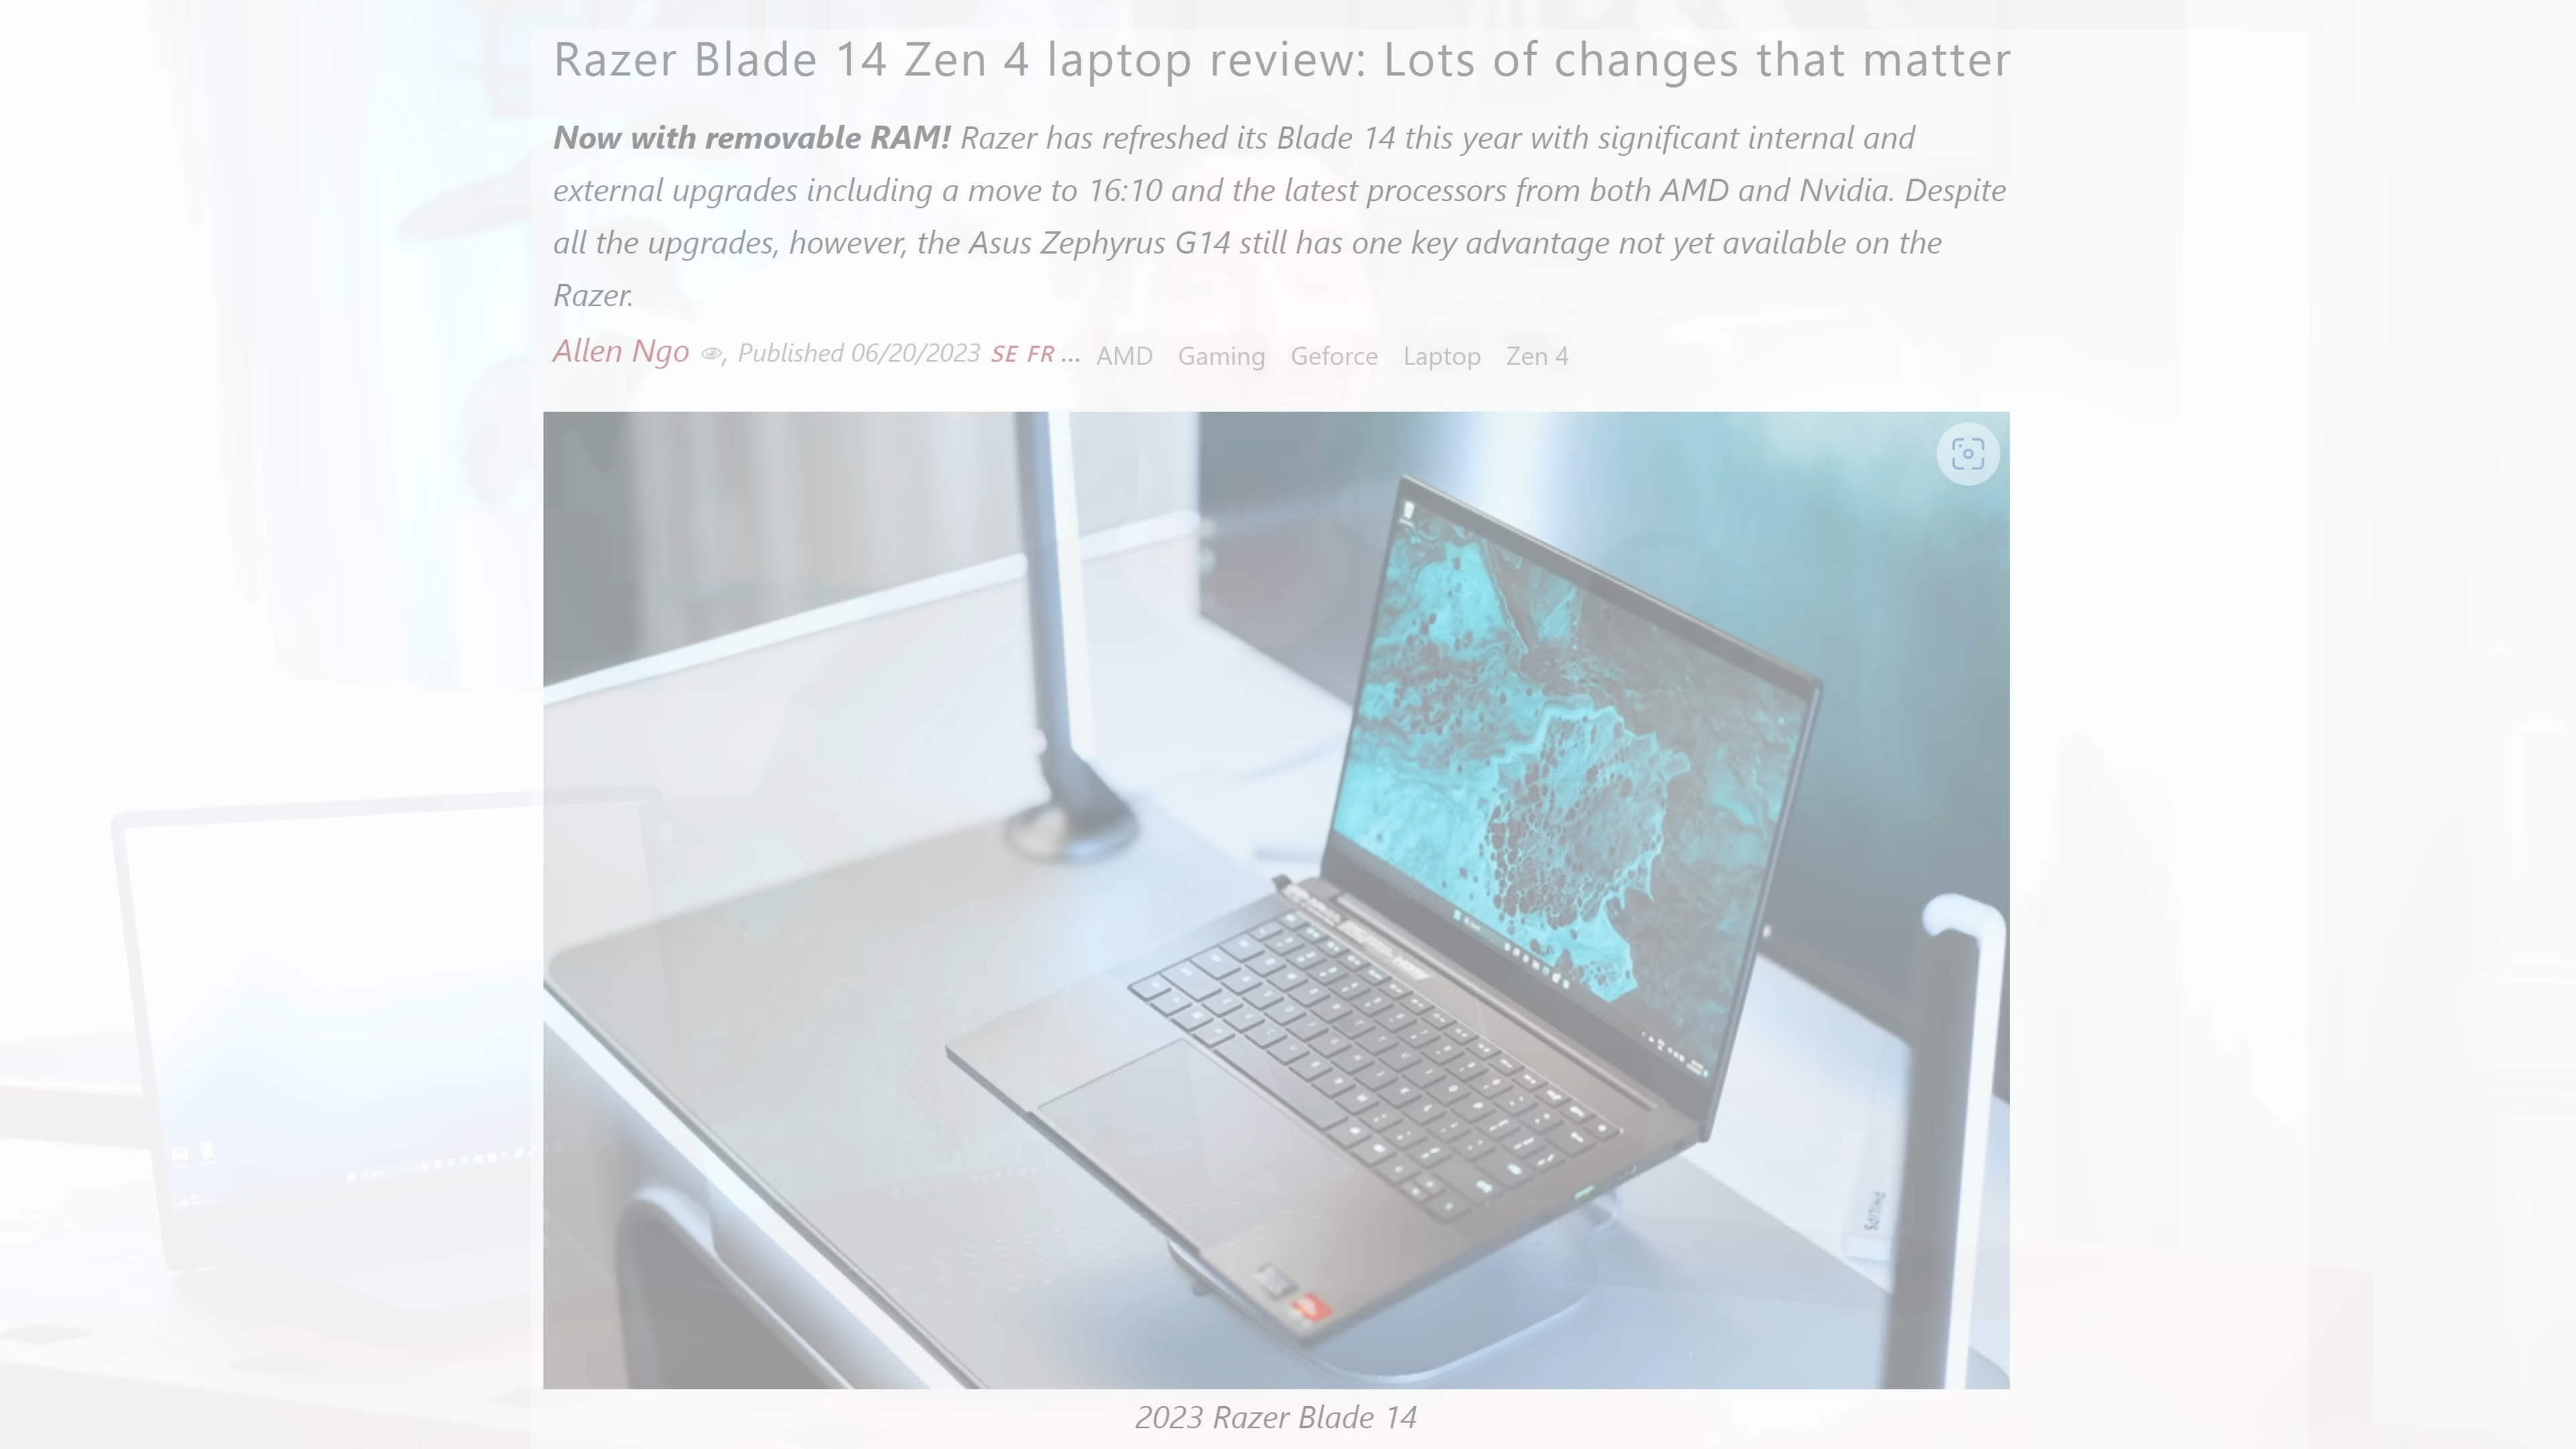 Razer Blade 14 Zen 4 laptop review: Lots of changes that matter
Now with removable RAM! Razer has refreshed its Blade 14 this year with significant internal and
external upgrades including a move to 16:10 and the latest processors from both AMD and Nvidia. Despite
all the upgrades, however, the Asus Zephyrus G14 still has one key advantage not yet available on the
Razer.
Allen Ngo , Published 06/20/2023 SE FR ... AMD Gaming Geforce Laptop Zen 4
PHILIPS
2023 Razer Blade 14